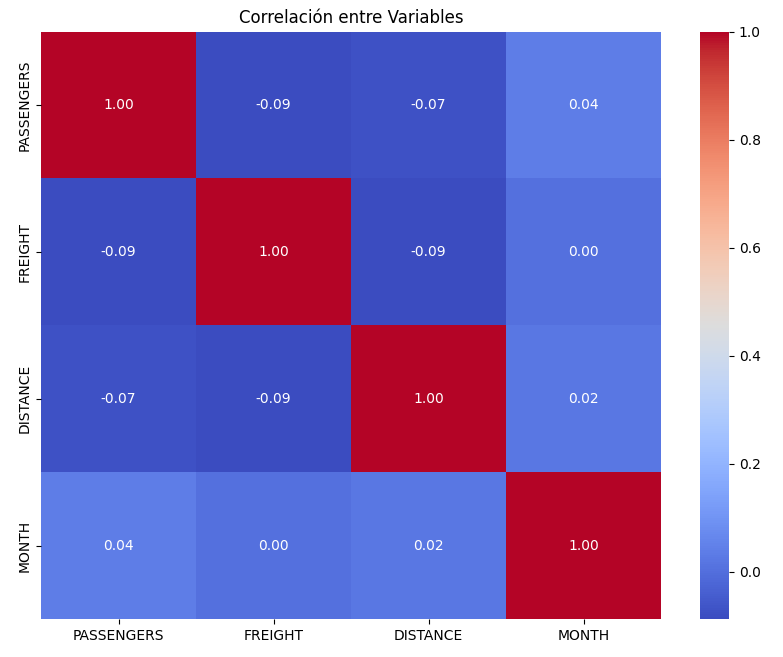 Correlación entre Variables
PASSENGERS 1.00 -0.09 -0.07 0.04
FREIGHT -0.09 1.00 -0.09 0.00
DISTANCE -0.07 -0.09 1.00 0.02
MONTH 0.04 0.00 0.02 1.00
PASSENGERS FREIGHT DISTANCE MONTH
1.0
0.8
0.6
0.4
0.2
0.0